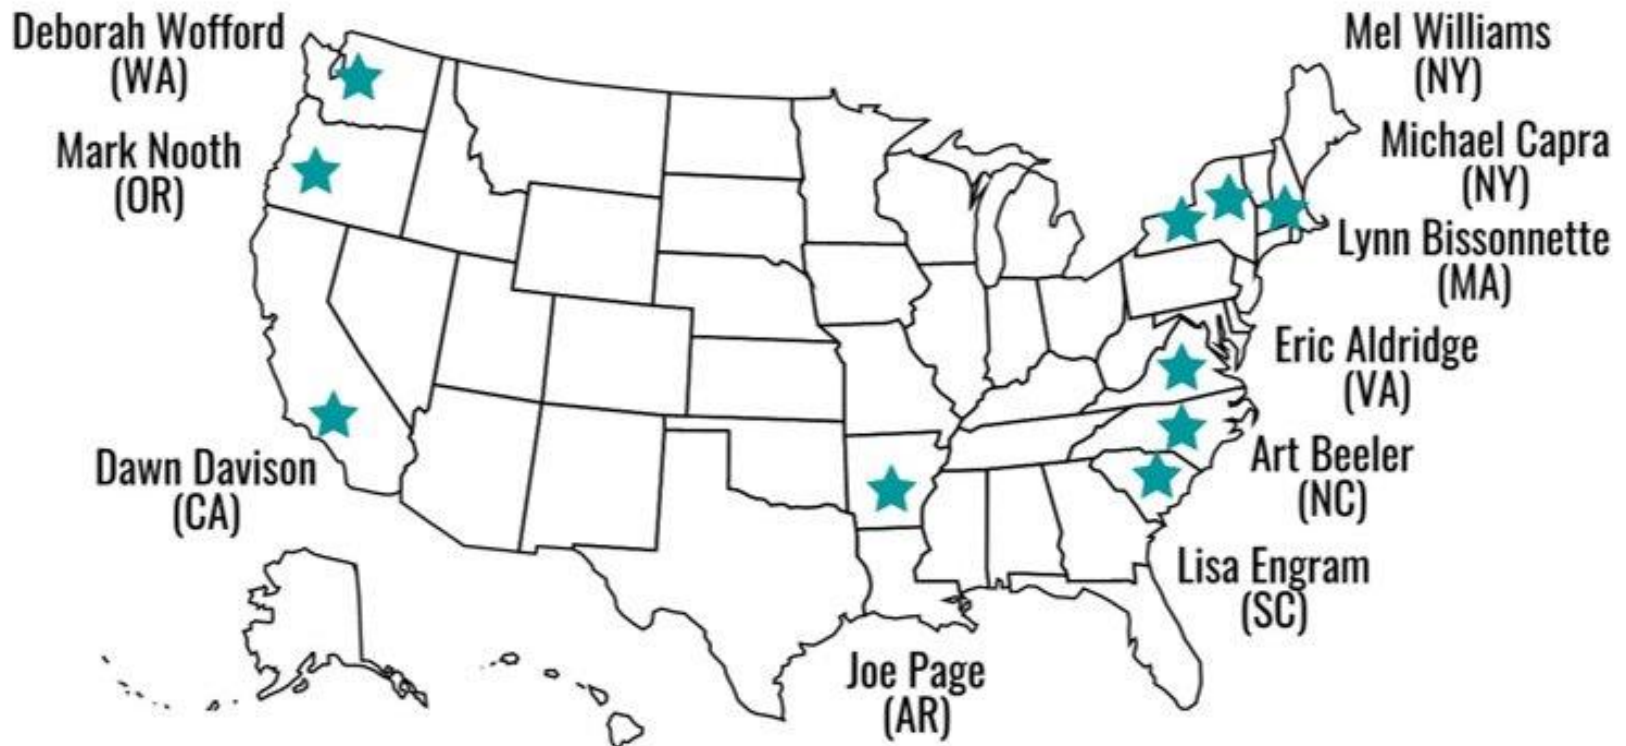 Deborah Wofford
(WA)
Mark Nooth
(OR)
Dawn Davison
(CA)
Mel Williams
(NY)
Michael Capra
(NY)
Lynn Bissonnette
(MA)
Eric Aldridge
(VA)
Art Beeler
(NC)
Lisa Engram
(SC)
Joe Page
(AR)